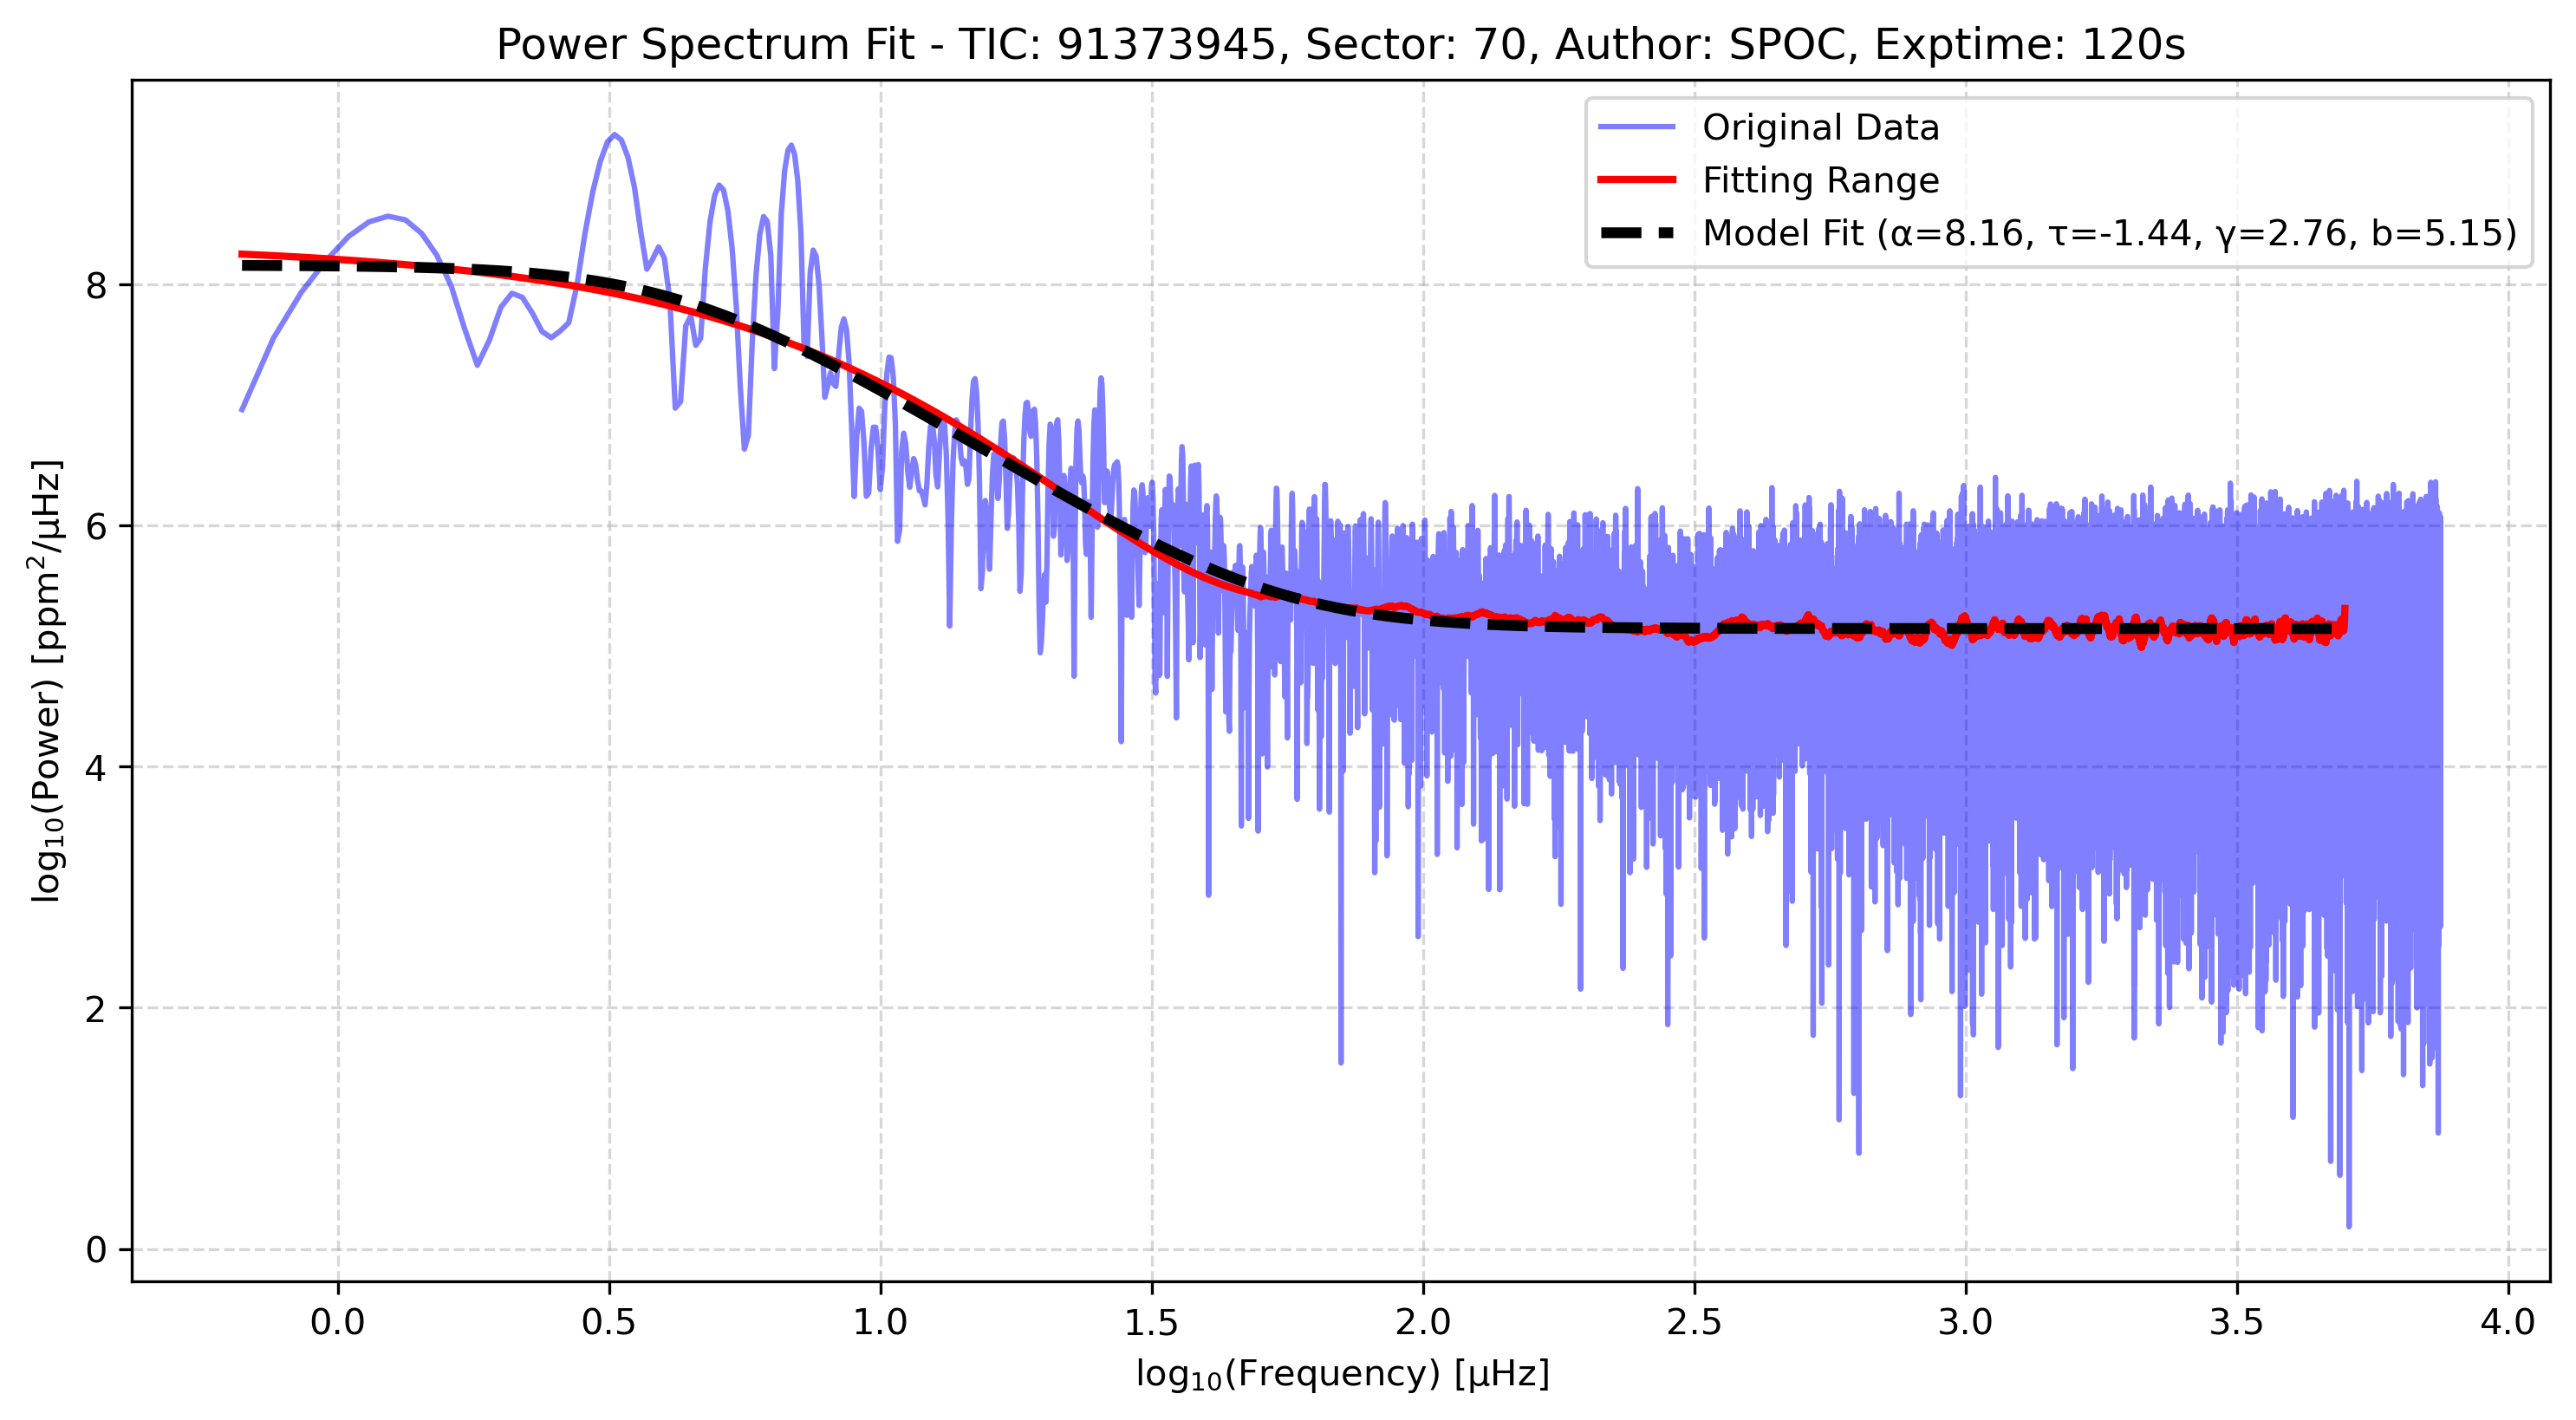 Power Spectrum Fit - TIC: 91373945, Sector: 70, Author: SPOC, Exptime: 120s
Original Data
Fitting Range
Model Fit (α=8.16, τ=-1.44, γ=2.76, b=5.15)
log₁₀(Power) [ppm²/μHz]
8
6
4
2
0
0.0 0.5 1.0 1.5 2.0 2.5 3.0 3.5 4.0
log₁₀(Frequency) [μHz]